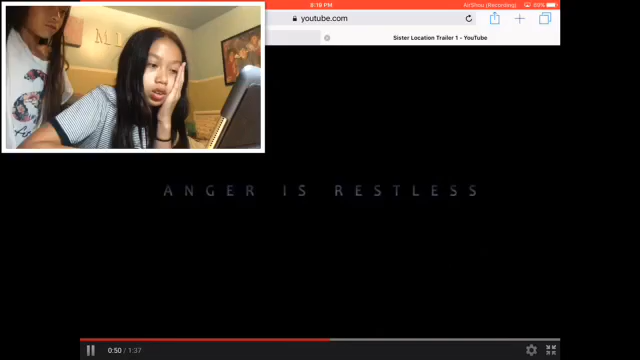 8:19 PM
AirShou (Recording)
80%
youtube.com
Sister Location Trailer 1 - YouTube
ANGER IS RESTLESS
0:50 / 1:37